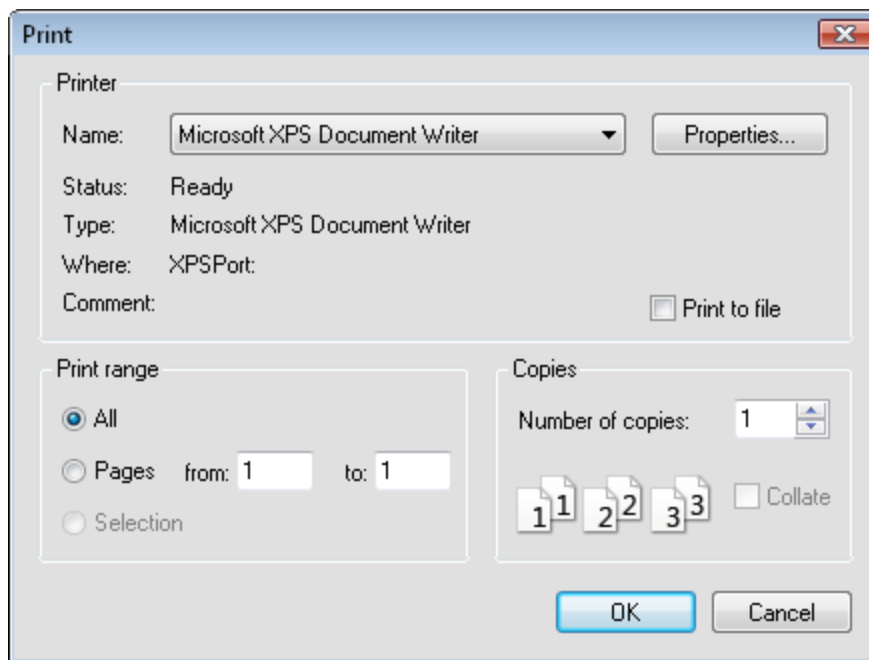 Print
Printer
Name: Microsoft XPS Document Writer Properties...
Status: Ready
Type: Microsoft XPS Document Writer
Where: XPSPort:
Comment: Print to file
Print range Copies
All Number of copies: 1
Pages from: 1 to: 1
1 1 2 2 3 3 Collate
Selection
OK Cancel